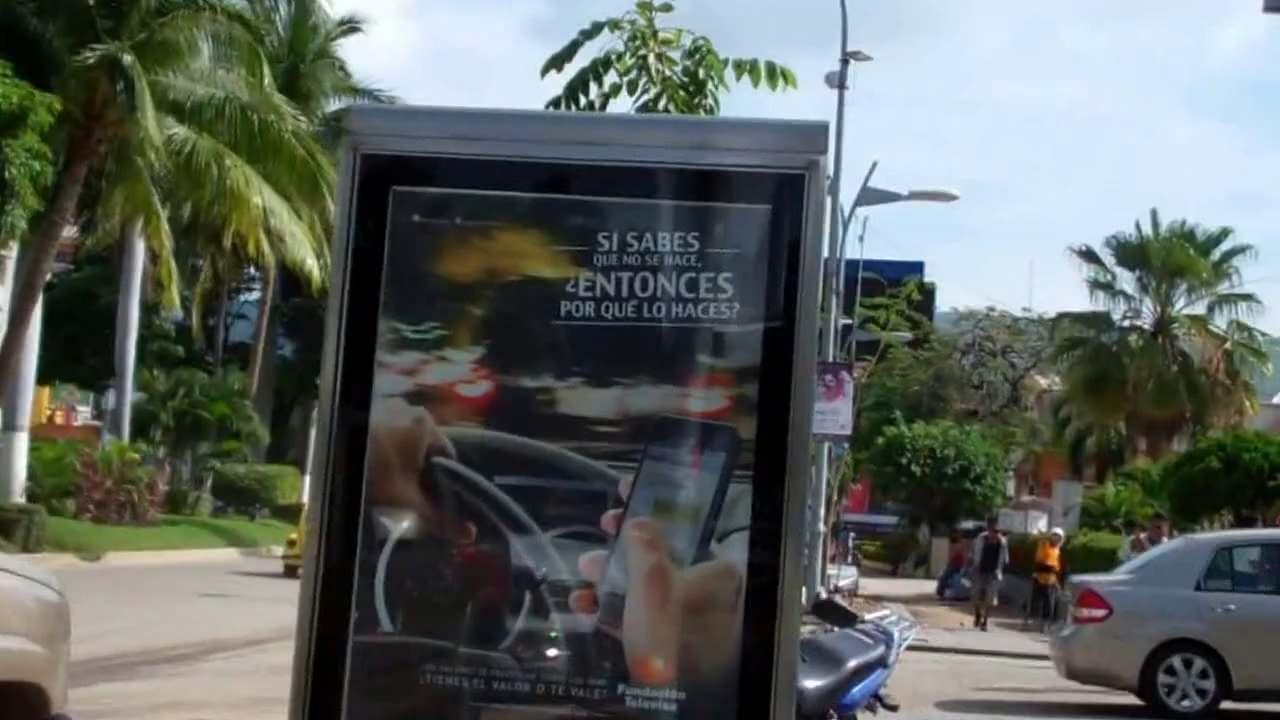 SI SABES
QUE NO SE HACE,
¿ENTONCES
POR QUÉ LO HACES?
¿TIENES EL VALOR O TE VALE?
Fundación
Televisa